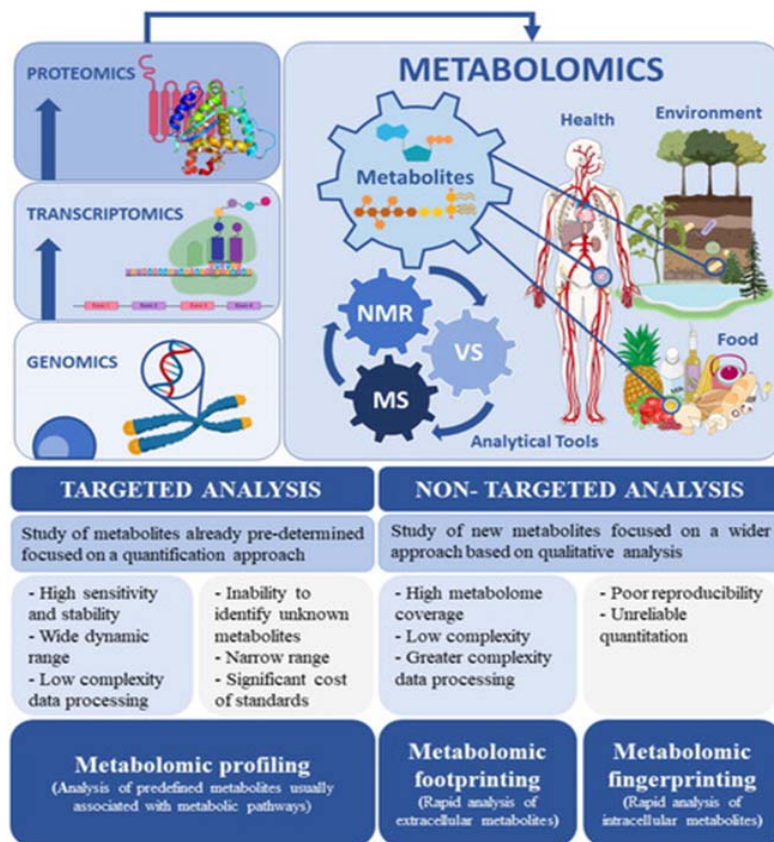 PROTEOMICS
TRANSCRIPTOMICS
GENOMICS
METABOLOMICS
Metabolites
Health
Environment
NMR
VS
MS
Food
Analytical Tools
TARGETED ANALYSIS
Study of metabolites already pre-determined
focused on a quantification approach
- High sensitivity
and stability
- Wide dynamic
range
- Low complexity
data processing
- Inability to
identify unknown
metabolites
- Narrow range
- Significant cost
of standards
Metabolomic profiling
(Analysis of predefined metabolites usually
associated with metabolic pathways)
NON- TARGETED ANALYSIS
Study of new metabolites focused on a wider
approach based on qualitative analysis
- High metabolome
coverage
- Low complexity
- Greater complexity
data processing
- Poor reproducibility
- Unreliable
quantitation
Metabolomic
footprinting
(Rapid analysis of
extracellular metabolites)
Metabolomic
fingerprinting
(Rapid analysis of
intracellular metabolites)